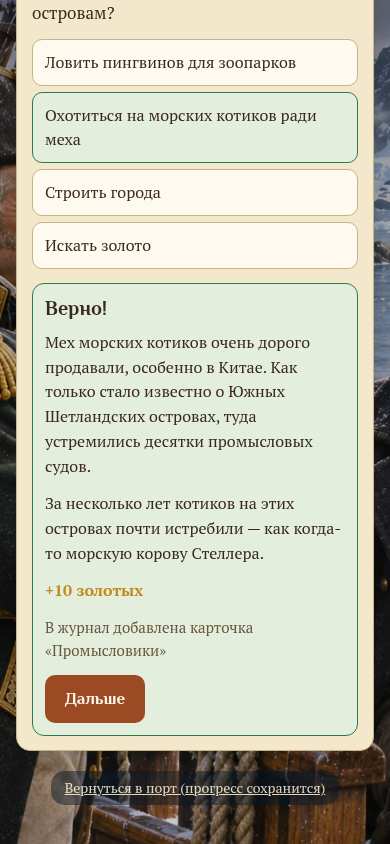 островам?
Ловить пингвинов для зоопарков
Охотиться на морских котиков ради
меха
Строить города
Искать золото
Верно!
Мех морских котиков очень дорого
продавали, особенно в Китае. Как
только стало известно о Южных
Шетландских островах, туда
устремились десятки промысловых
судов.
За несколько лет котиков на этих
островах почти истребили — как когда-
то морскую корову Стеллера.
+10 золотых
В журнал добавлена карточка
«Промысловики»
Дальше
Вернуться в порт (прогресс сохранится)